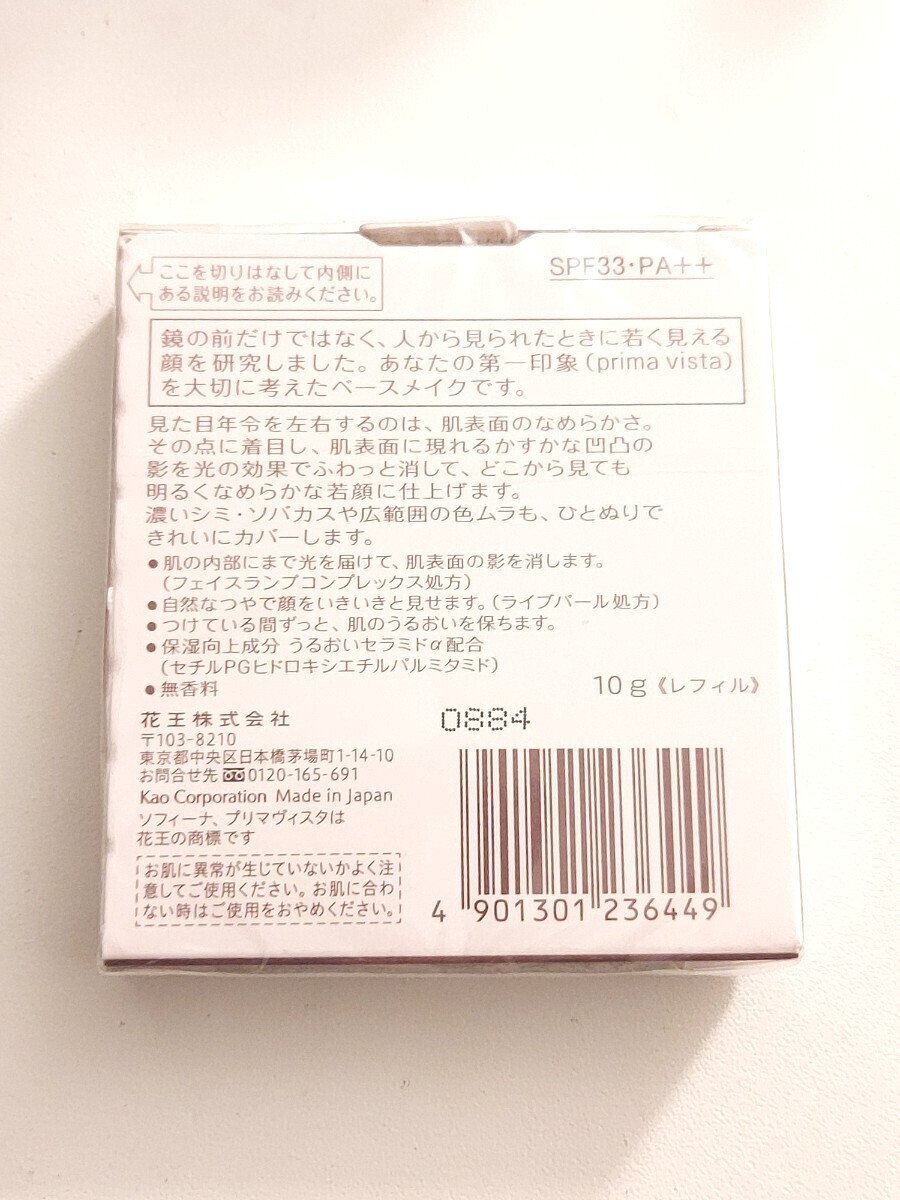 ここを切りはなして内側に
ある説明をお読みください。
SPF33・PA++
鏡の前だけではなく、人から見られたときに若く見える
顔を研究しました。あなたの第一印象(prima vista)
を大切に考えたベースメイクです。
見た目年令を左右するのは、肌表面のなめらかさ。
その点に着目し、肌表面に現れるかすかな凹凸の
影を光の効果でふわっと消して、どこから見ても
明るくなめらかな若顔に仕上げます。
濃いシミ・ソバカスや広範囲の色ムラも、ひとぬりで
きれいにカバーします。
●肌の内部にまで光を届けて、肌表面の影を消します。
(フェイスランプコンプレックス処方)
●自然なつやで顔をいきいきと見せます。(ライブパール処方)
●つけている間ずっと、肌のうるおいを保ちます。
●保湿向上成分 うるおいセラミドα配合
(セチルPGヒドロキシエチルパルミタミド)
●無香料
10g《レフィル》
花王株式会社
0884
〒103-8210
東京都中央区日本橋茅場町1-14-10
お問合せ先 0120-165-691
Kao Corporation Made in Japan
ソフィーナ、プリマヴィスタは
花王の商標です
お肌に異常が生じていないかよく注
意してご使用ください。お肌に合わ
ない時はご使用をおやめください。
4 901301 236449